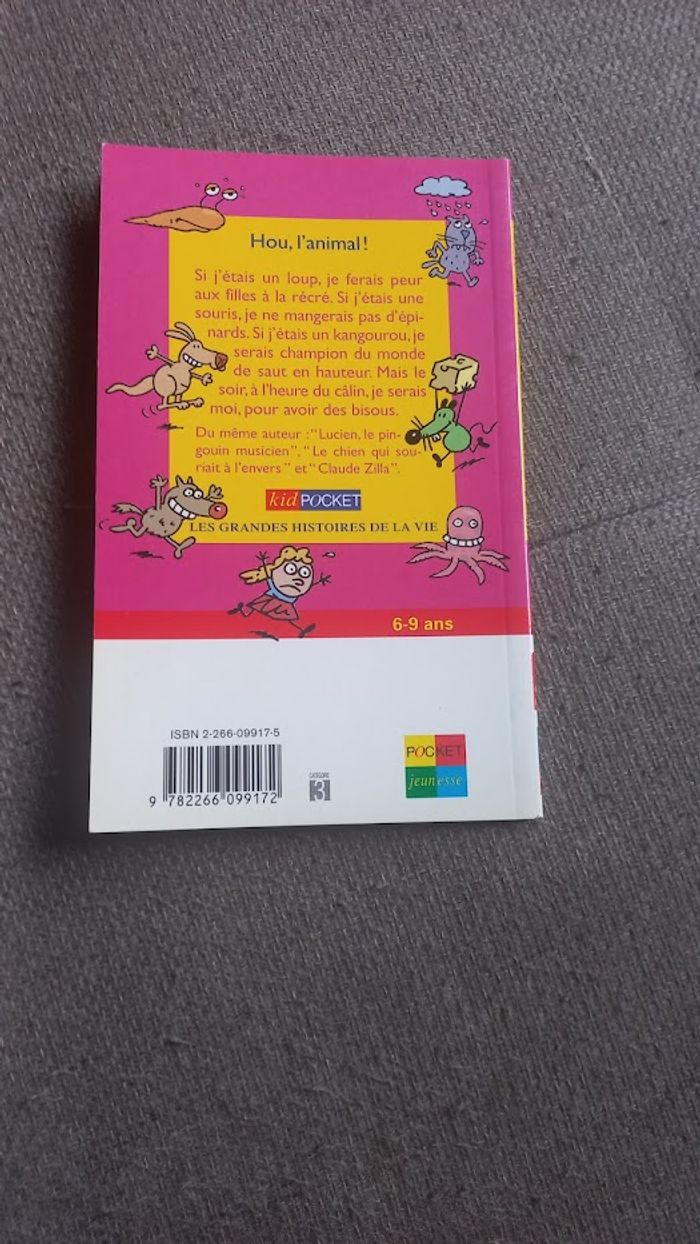 Hou, l'animal !
Si j'étais un loup, je ferais peur
aux filles à la récré. Si j'étais une
souris, je ne mangerais pas d'épi-
nards. Si j'étais un kangourou, je
serais champion du monde
de saut en hauteur. Mais le
soir, à l'heure du câlin, je serais
moi, pour avoir des bisous.
Du même auteur : "Lucien, le pin-
gouin musicien", "Le chien qui sou-
riait à l'envers" et "Claude Zilla".
kid POCKET
LES GRANDES HISTOIRES DE LA VIE
6-9 ans
ISBN 2-266-09917-5
9 782266 099172
CATÉGORIE
3
POCKET
jeunesse